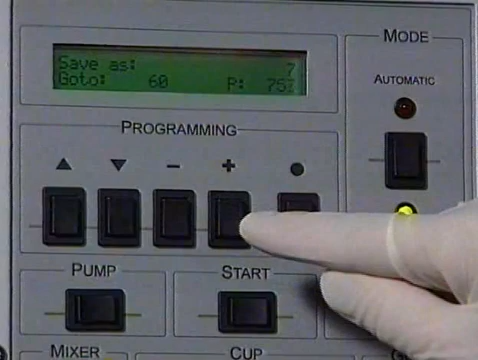 MODE
Save as: 7
Goto: 60 P: 75%
AUTOMATIC
PROGRAMMING
▲ ▼ − + ●
PUMP START
MIXER CUP